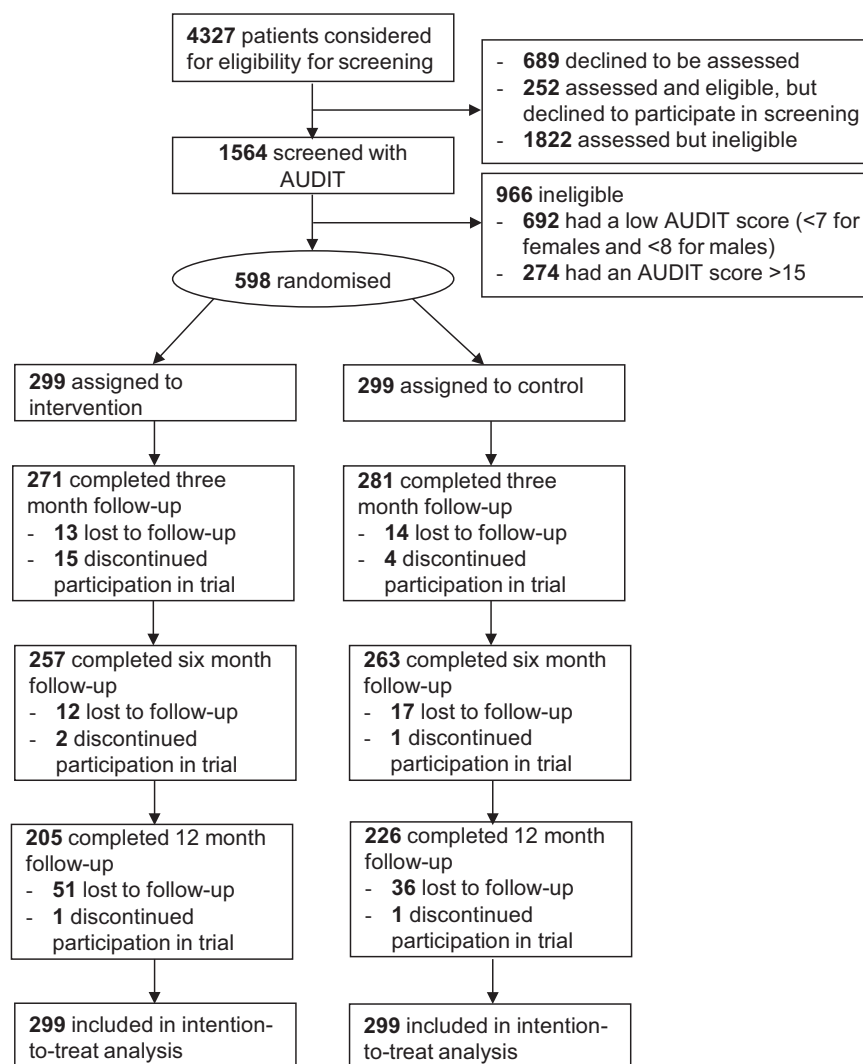 4327 patients considered
for eligibility for screening
- 689 declined to be assessed
- 252 assessed and eligible, but
declined to participate in screening
- 1822 assessed but ineligible
1564 screened with
AUDIT
966 ineligible
- 692 had a low AUDIT score (<7 for
females and <8 for males)
- 274 had an AUDIT score >15
598 randomised
299 assigned to
intervention
299 assigned to control
271 completed three
month follow-up
- 13 lost to follow-up
- 15 discontinued
participation in trial
281 completed three
month follow-up
- 14 lost to follow-up
- 4 discontinued
participation in trial
257 completed six month
follow-up
- 12 lost to follow-up
- 2 discontinued
participation in trial
263 completed six month
follow-up
- 17 lost to follow-up
- 1 discontinued
participation in trial
205 completed 12 month
follow-up
- 51 lost to follow-up
- 1 discontinued
participation in trial
226 completed 12 month
follow-up
- 36 lost to follow-up
- 1 discontinued
participation in trial
299 included in intention-
to-treat analysis
299 included in intention-
to-treat analysis